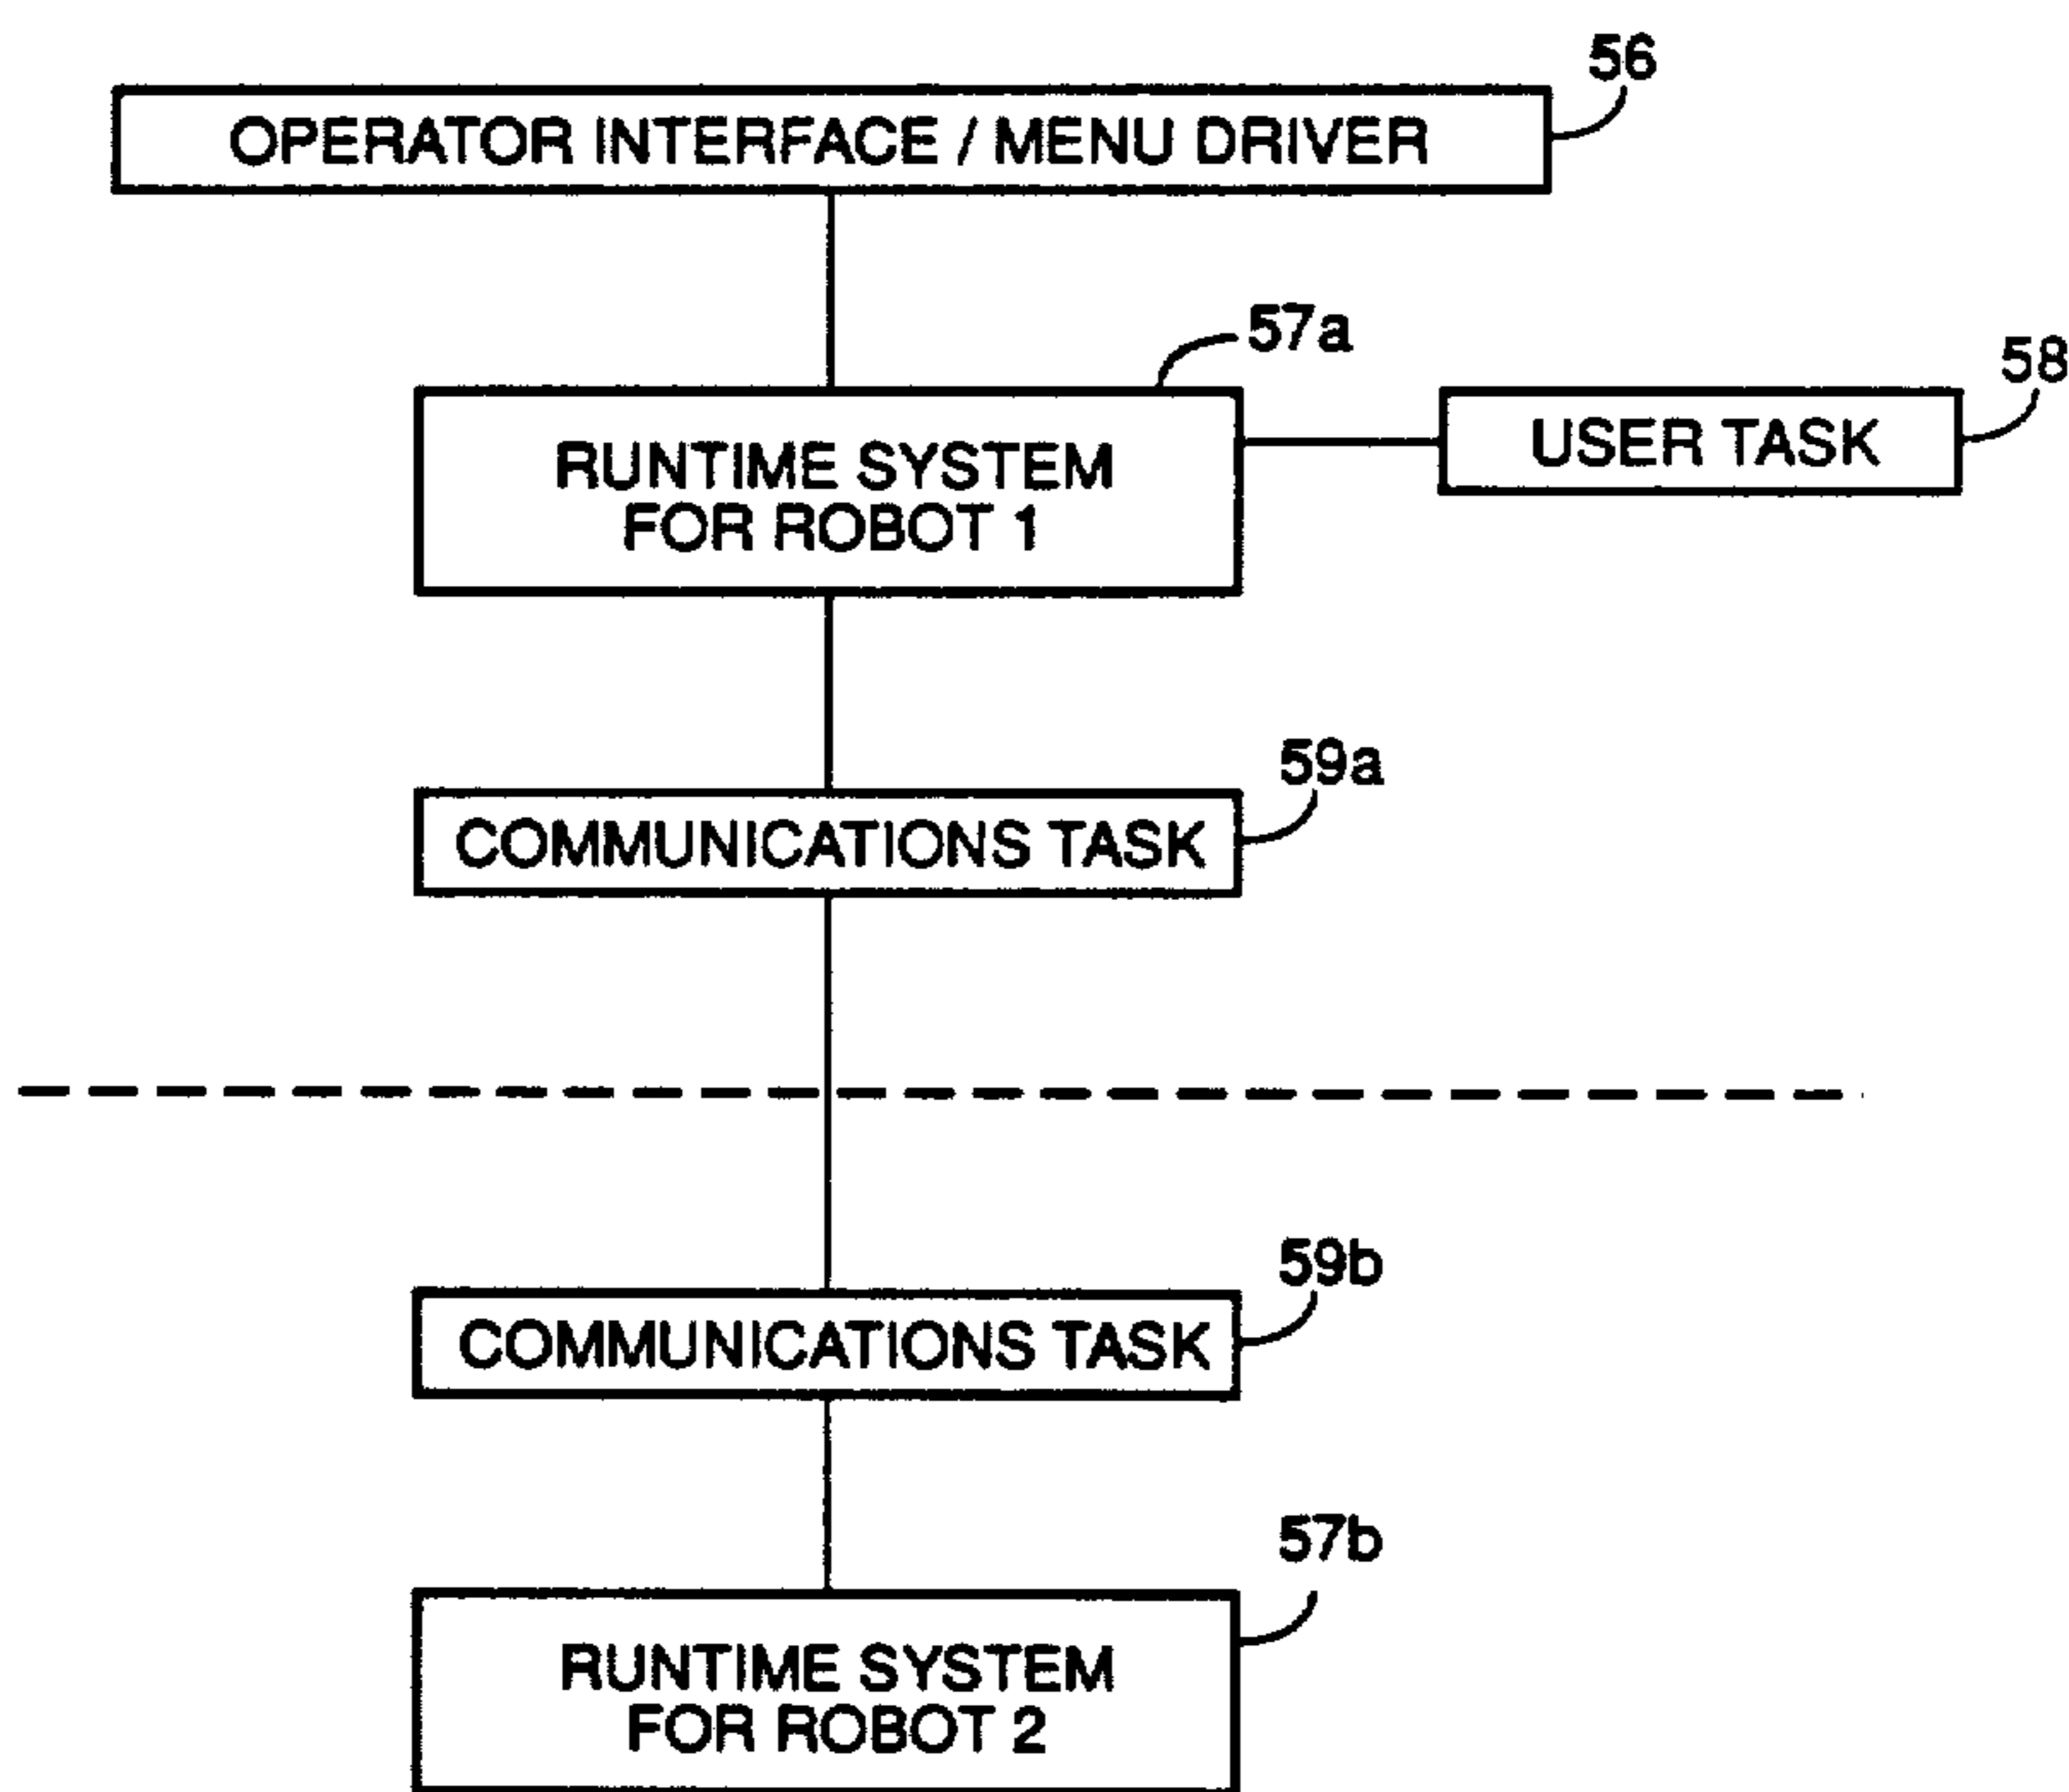 56
OPERATOR INTERFACE / MENU DRIVER
57a
58
RUNTIME SYSTEM
FOR ROBOT 1
USER TASK
59a
COMMUNICATIONS TASK
59b
COMMUNICATIONS TASK
57b
RUNTIME SYSTEM
FOR ROBOT 2